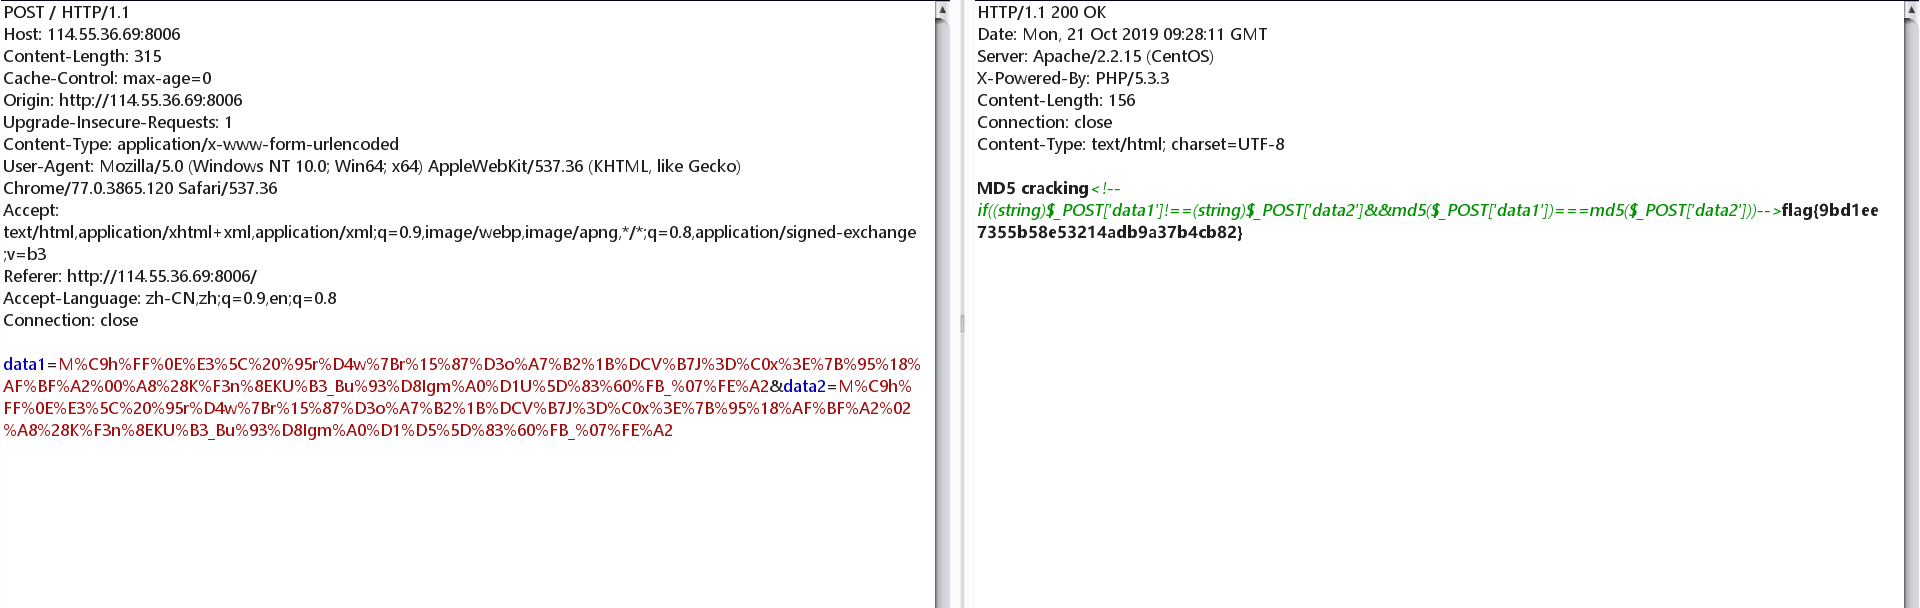 POST / HTTP/1.1
Host: 114.55.36.69:8006
Content-Length: 315
Cache-Control: max-age=0
Origin: http://114.55.36.69:8006
Upgrade-Insecure-Requests: 1
Content-Type: application/x-www-form-urlencoded
User-Agent: Mozilla/5.0 (Windows NT 10.0; Win64; x64) AppleWebKit/537.36 (KHTML, like Gecko)
Chrome/77.0.3865.120 Safari/537.36
Accept:
text/html,application/xhtml+xml,application/xml;q=0.9,image/webp,image/apng,*/*;q=0.8,application/signed-exchange
;v=b3
Referer: http://114.55.36.69:8006/
Accept-Language: zh-CN,zh;q=0.9,en;q=0.8
Connection: close
data1=M%C9h%FF%0E%E3%5C%20%95r%D4w%7Br%15%87%D3o%A7%B2%1B%DCV%B7J%3D%C0x%3E%7B%95%18%
AF%BF%A2%00%A8%28K%F3n%8EKU%B3_Bu%93%D8Igm%A0%D1U%5D%83%60%FB_%07%FE%A2&data2=M%C9h%
FF%0E%E3%5C%20%95r%D4w%7Br%15%87%D3o%A7%B2%1B%DCV%B7J%3D%C0x%3E%7B%95%18%AF%BF%A2%02
%A8%28K%F3n%8EKU%B3_Bu%93%D8Igm%A0%D1%D5%5D%83%60%FB_%07%FE%A2
HTTP/1.1 200 OK
Date: Mon, 21 Oct 2019 09:28:11 GMT
Server: Apache/2.2.15 (CentOS)
X-Powered-By: PHP/5.3.3
Content-Length: 156
Connection: close
Content-Type: text/html; charset=UTF-8
MD5 cracking<!--
if((string)$_POST['data1']!==(string)$_POST['data2']&&md5($_POST['data1'])===md5($_POST['data2']))-->flag{9bd1ee
7355b58e53214adb9a37b4cb82}